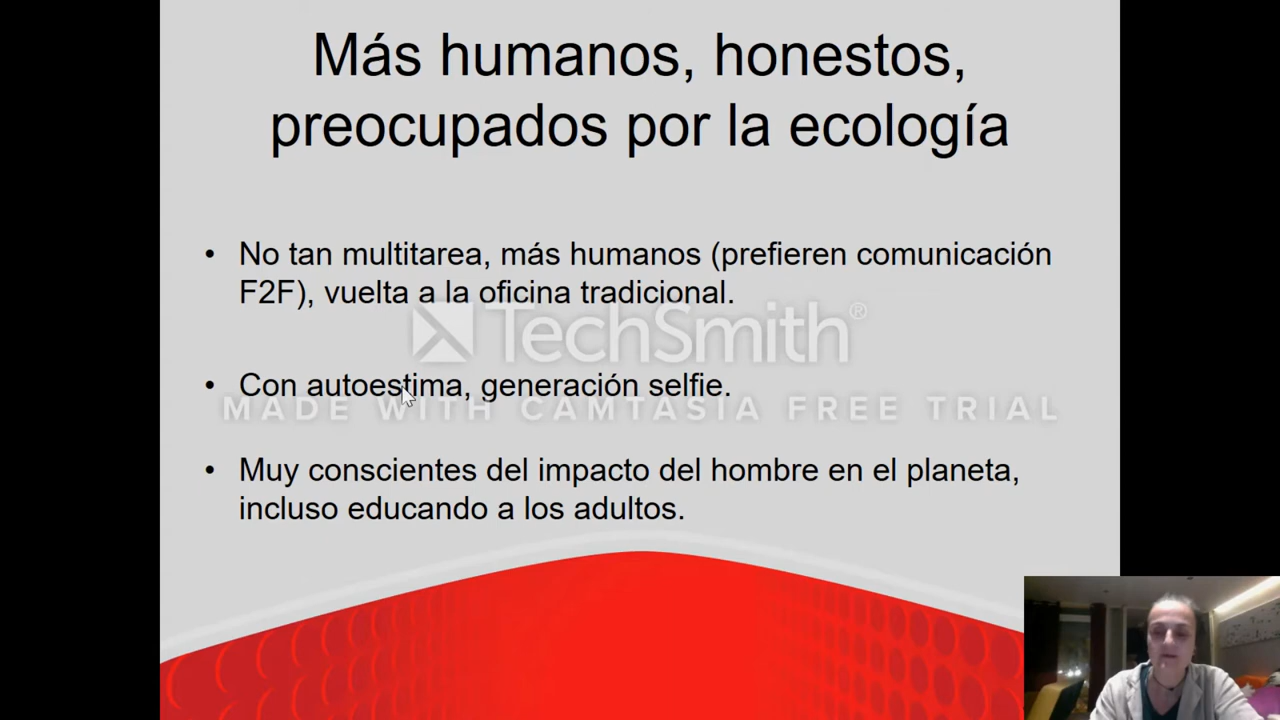 Más humanos, honestos,
preocupados por la ecología
• No tan multitarea, más humanos (prefieren comunicación
F2F), vuelta a la oficina tradicional.
TechSmith®
• Con autoestima, generación selfie.
MADE WITH CAMTASIA FREE TRIAL
• Muy conscientes del impacto del hombre en el planeta,
incluso educando a los adultos.